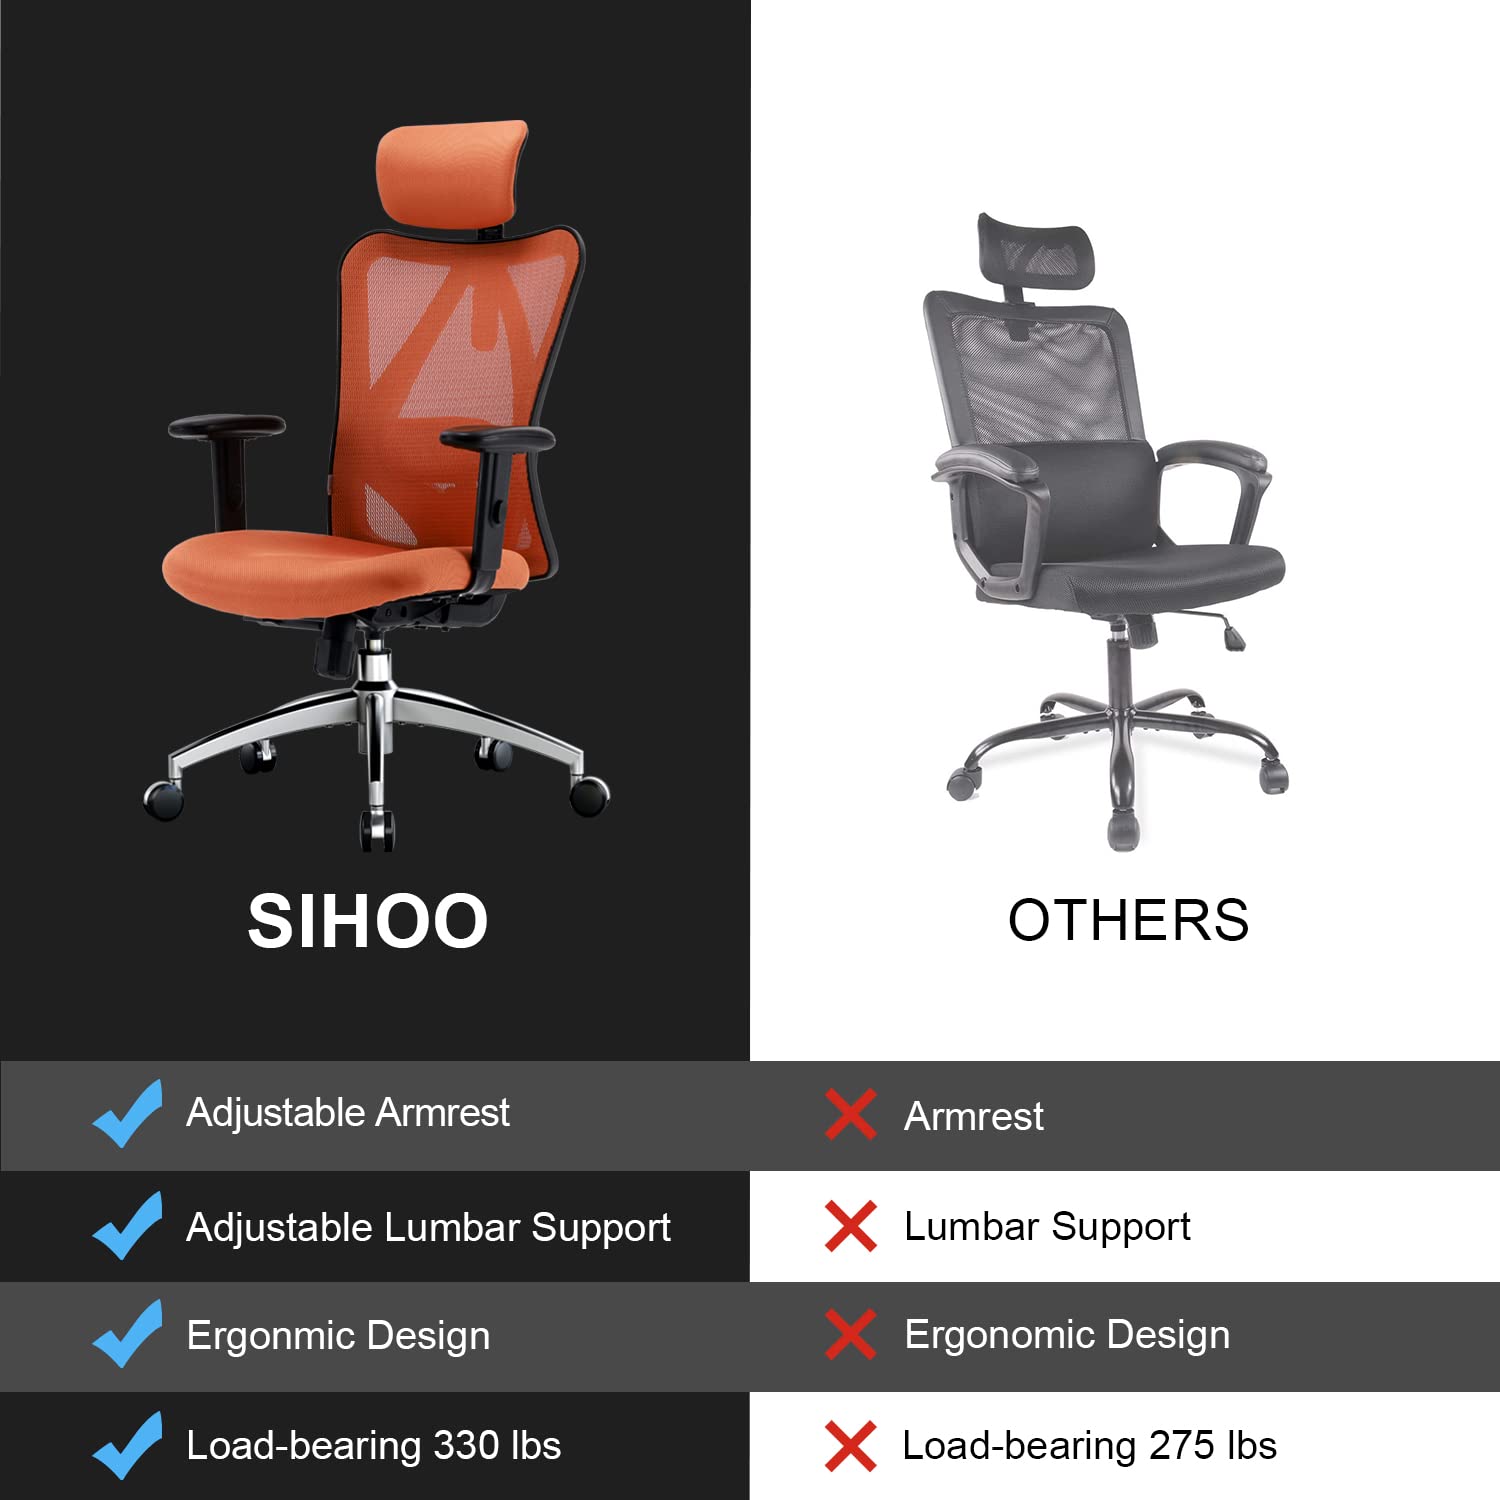 SIHOO
OTHERS
Adjustable Armrest
Armrest
Adjustable Lumbar Support
Lumbar Support
Ergonmic Design
Ergonomic Design
Load-bearing 330 lbs
Load-bearing 275 lbs